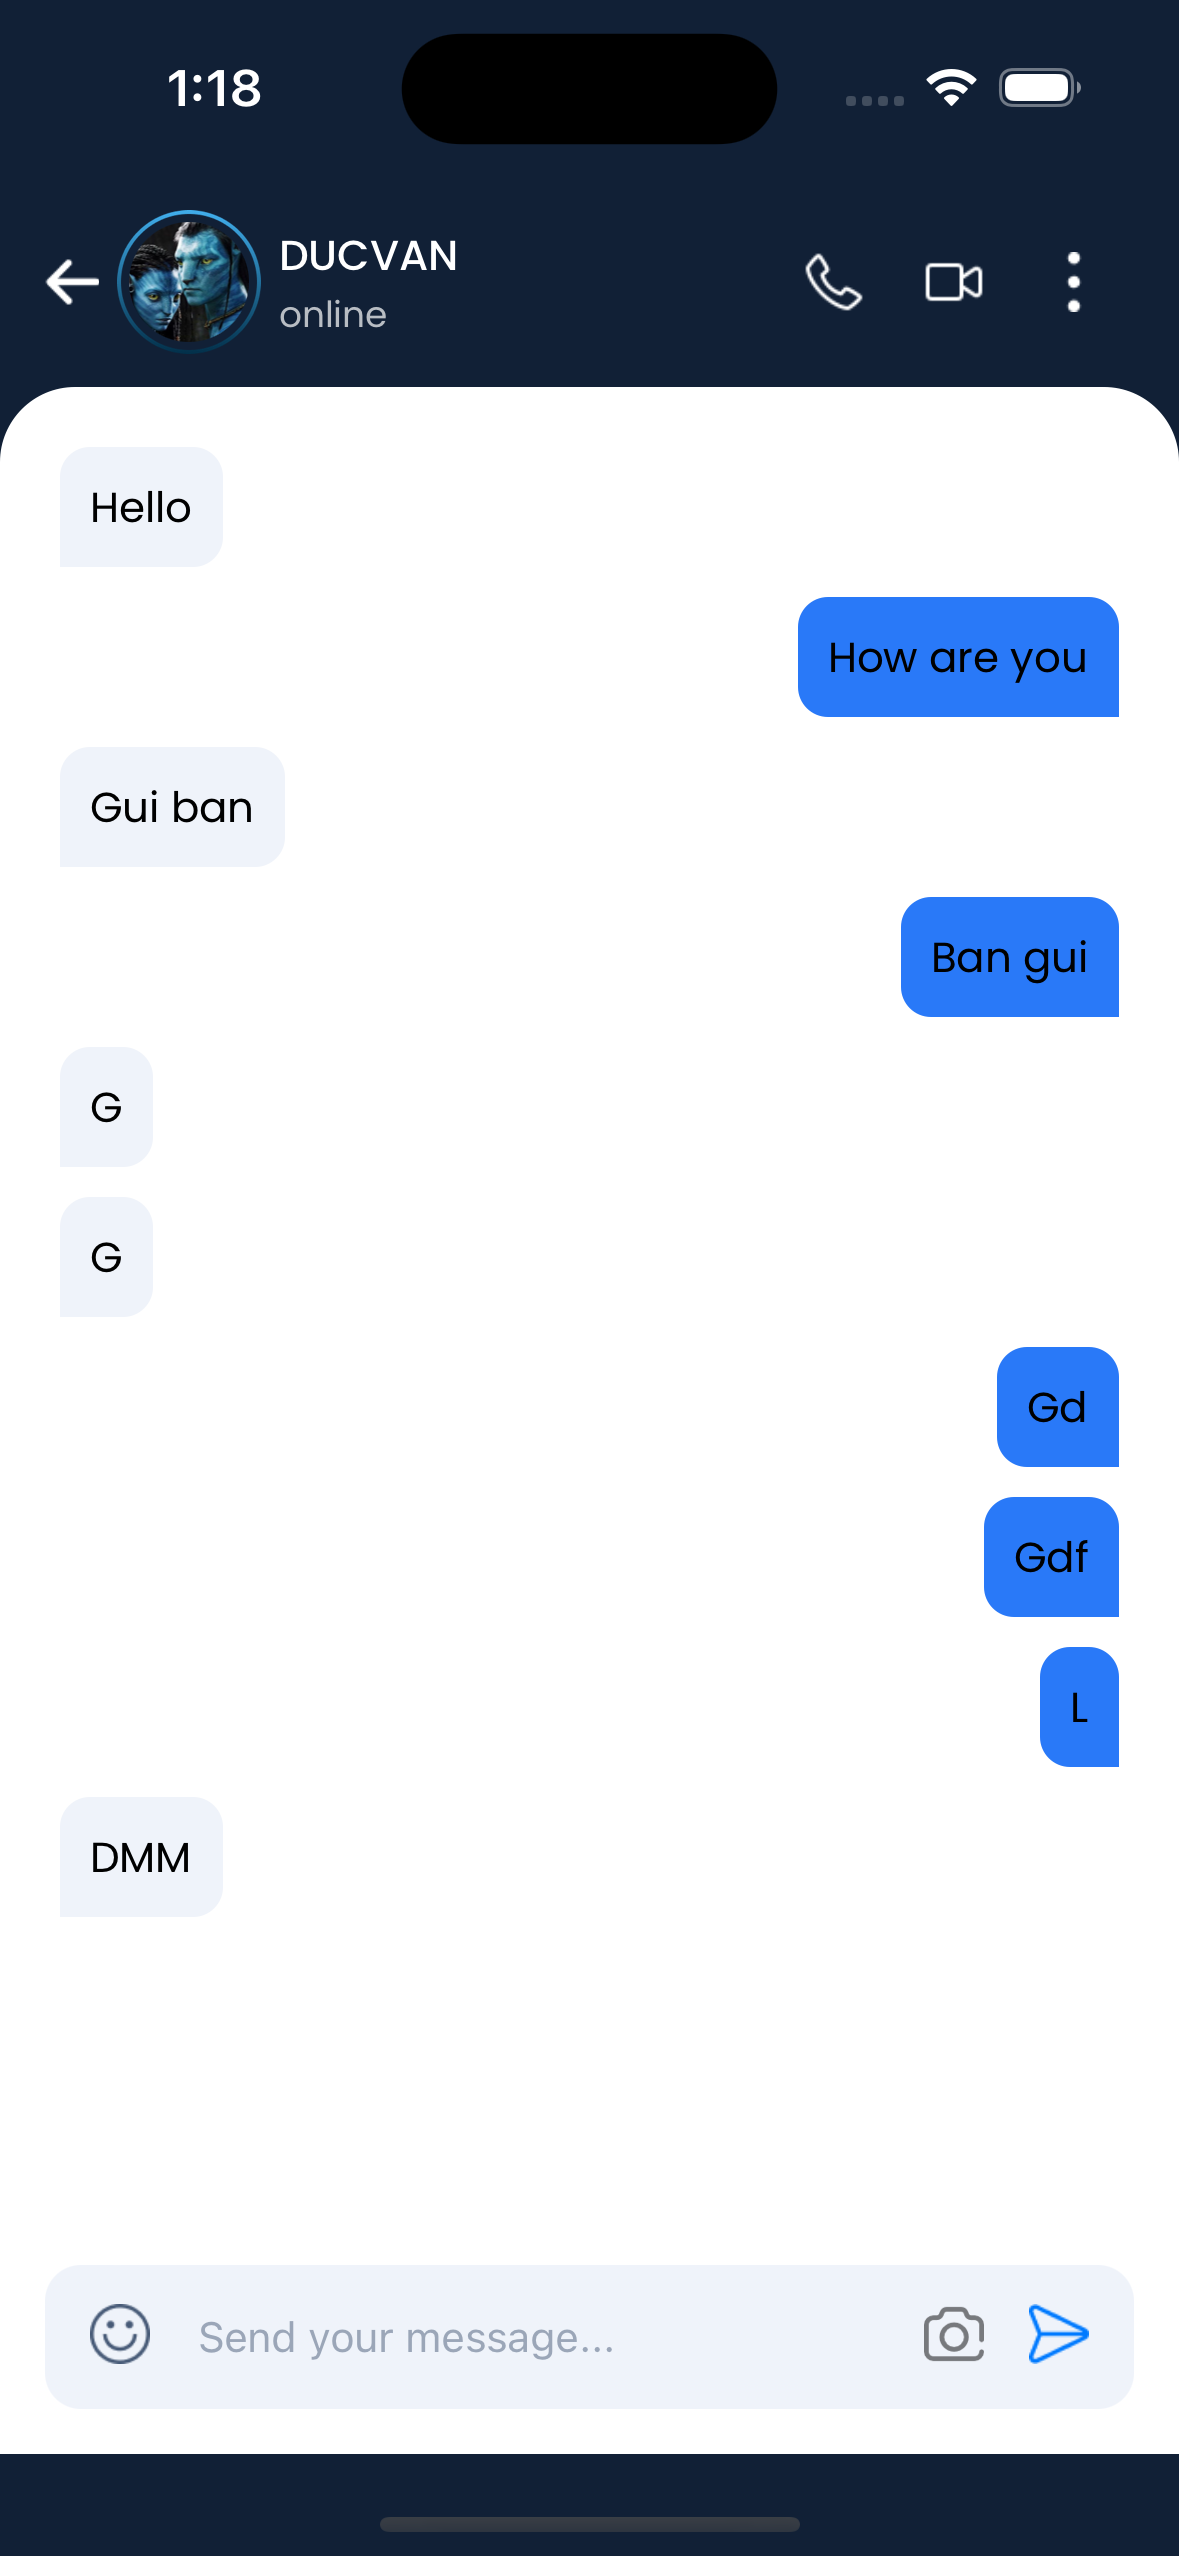 1:18
DUCVAN
online
Hello
How are you
Gui ban
Ban gui
G
G
Gd
Gdf
L
DMM
Send your message...